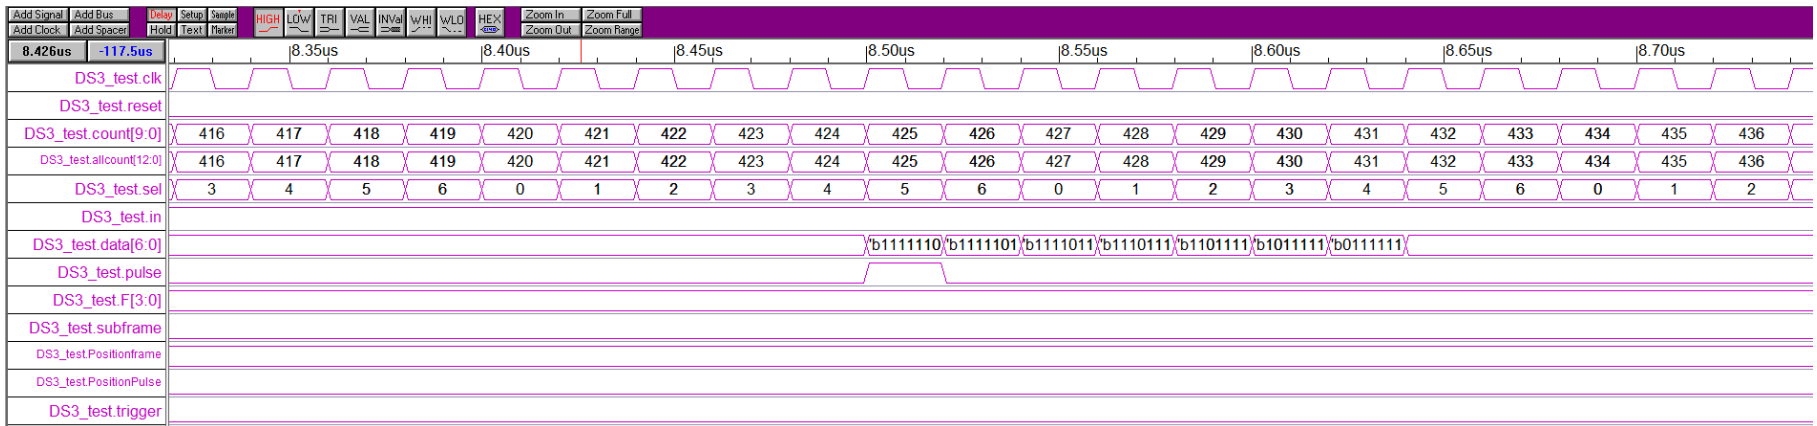 Add Signal Add Bus Delay Setup Sample HIGH LOW TRI VAL INVal WHI WLO HEX Zoom In Zoom Full
Add Clock Add Spacer Hold Text Marker Zoom Out Zoom Range
8.426us -117.5us 8.35us 8.40us 8.45us 8.50us 8.55us 8.60us 8.65us 8.70us
DS3_test.clk
DS3_test.reset
DS3_test.count[9:0] 416 417 418 419 420 421 422 423 424 425 426 427 428 429 430 431 432 433 434 435 436
DS3_test.allcount[12:0] 416 417 418 419 420 421 422 423 424 425 426 427 428 429 430 431 432 433 434 435 436
DS3_test.sel 3 4 5 6 0 1 2 3 4 5 6 0 1 2 3 4 5 6 0 1 2
DS3_test.in
DS3_test.data[6:0] 'b1111110 'b1111101 'b1111011 'b1110111 'b1101111 'b1011111 'b0111111
DS3_test.pulse
DS3_test.F[3:0]
DS3_test.subframe
DS3_test.Positionframe
DS3_test.PositionPulse
DS3_test.trigger